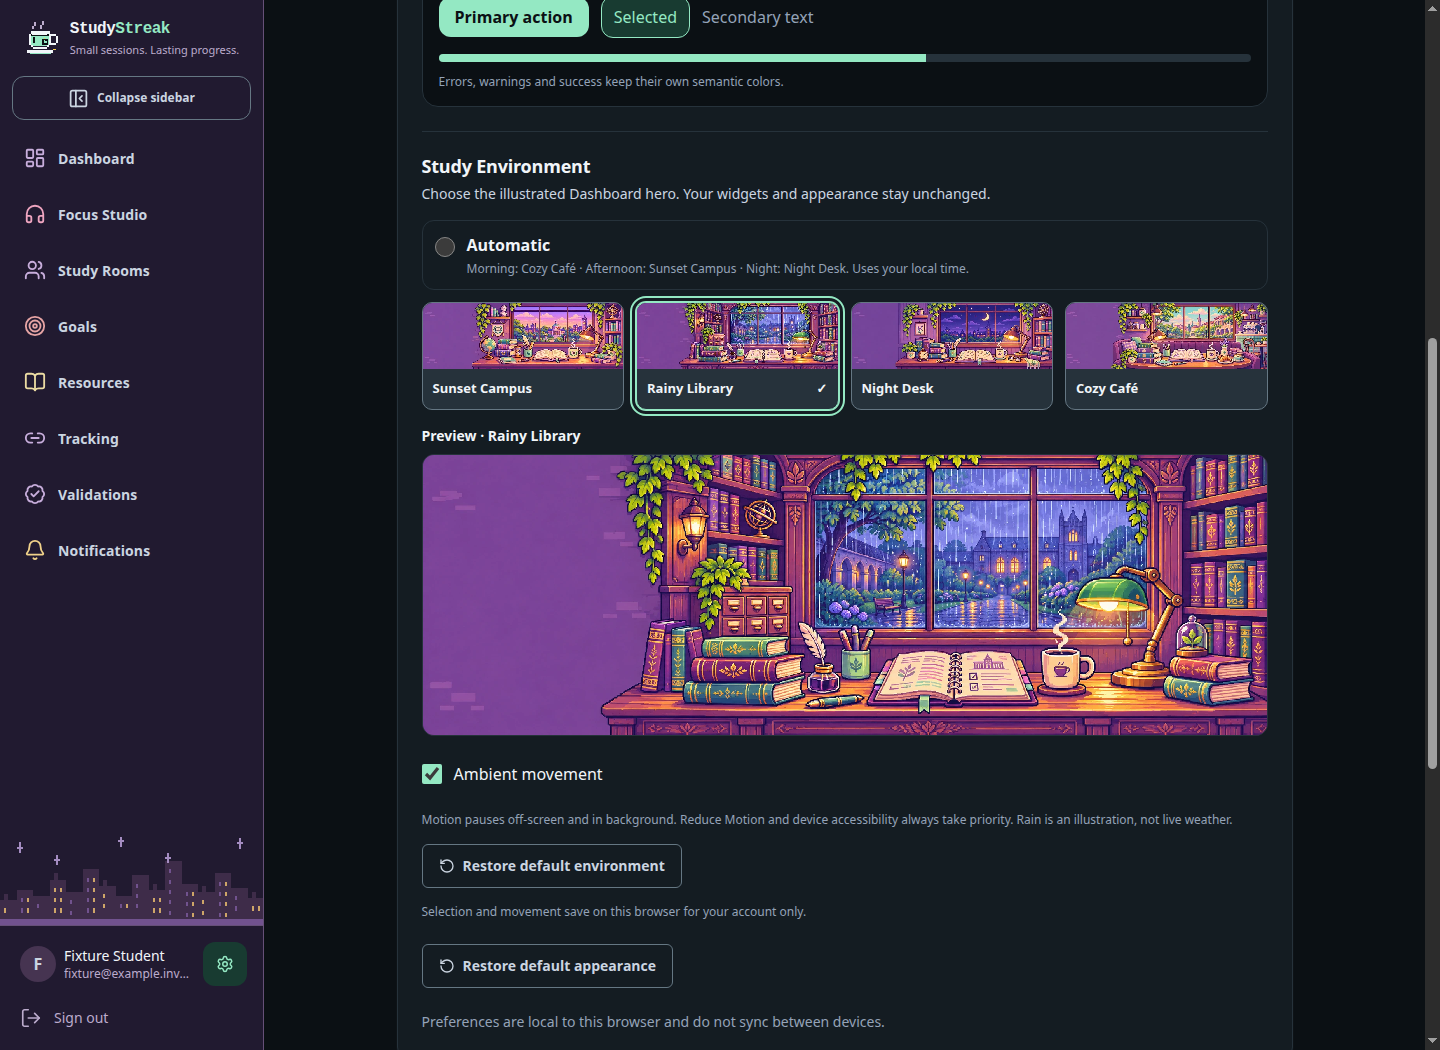 StudyStreak
Small sessions. Lasting progress.
Collapse sidebar
Dashboard
Focus Studio
Study Rooms
Goals
Resources
Tracking
Validations
Notifications
F
Fixture Student
fixture@example.inv...
Sign out
Primary action
Selected
Secondary text
Errors, warnings and success keep their own semantic colors.
Study Environment
Choose the illustrated Dashboard hero. Your widgets and appearance stay unchanged.
Automatic
Morning: Cozy Café · Afternoon: Sunset Campus · Night: Night Desk. Uses your local time.
Sunset Campus
Rainy Library ✓
Night Desk
Cozy Café
Preview · Rainy Library
Ambient movement
Motion pauses off-screen and in background. Reduce Motion and device accessibility always take priority. Rain is an illustration, not live weather.
Restore default environment
Selection and movement save on this browser for your account only.
Restore default appearance
Preferences are local to this browser and do not sync between devices.